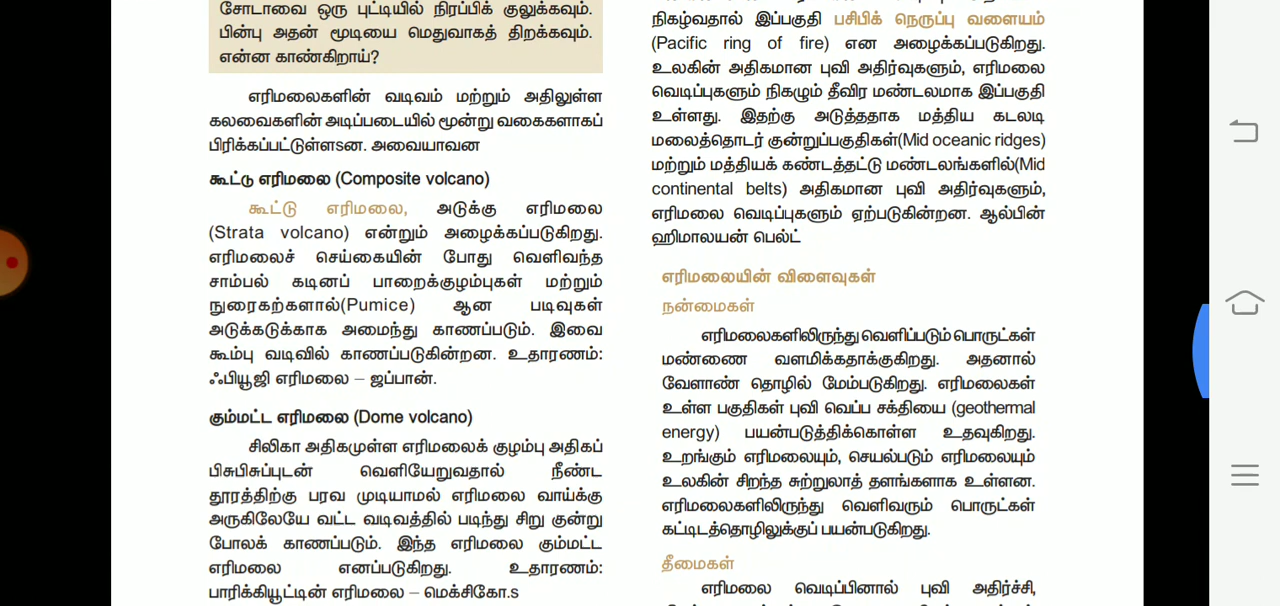 சோடாவை ஒரு புட்டியில் நிரப்பிக் குலுக்கவும்.
பின்பு அதன் மூடியை மெதுவாகத் திறக்கவும்.
என்ன காண்கிறாய்?
எரிமலைகளின் வடிவம் மற்றும் அதிலுள்ள
கலவைகளின் அடிப்படையில் மூன்று வகைகளாகப்
பிரிக்கப்பட்டுள்ளsன. அவையாவன
கூட்டு எரிமலை (Composite volcano)
கூட்டு எரிமலை, அடுக்கு எரிமலை
(Strata volcano) என்றும் அழைக்கப்படுகிறது.
எரிமலைச் செய்கையின் போது வெளிவந்த
சாம்பல் கடினப் பாறைக்குழம்புகள் மற்றும்
நுரைகற்களால்(Pumice) ஆன படிவுகள்
அடுக்கடுக்காக அமைந்து காணப்படும். இவை
கூம்பு வடிவில் காணப்படுகின்றன. உதாரணம்:
ஃபியூஜி எரிமலை – ஜப்பான்.
கும்மட்ட எரிமலை (Dome volcano)
சிலிகா அதிகமுள்ள எரிமலைக் குழம்பு அதிகப்
பிசுபிசுப்புடன் வெளியேறுவதால் நீண்ட
தூரத்திற்கு பரவ முடியாமல் எரிமலை வாய்க்கு
அருகிலேயே வட்ட வடிவத்தில் படிந்து சிறு குன்று
போலக் காணப்படும். இந்த எரிமலை கும்மட்ட
எரிமலை எனப்படுகிறது. உதாரணம்:
பாரிக்கியூட்டின் எரிமலை – மெக்சிகோ.s
நிகழ்வதால் இப்பகுதி பசிபிக் நெருப்பு வளையம்
(Pacific ring of fire) என அழைக்கப்படுகிறது.
உலகின் அதிகமான புவி அதிர்வுகளும், எரிமலை
வெடிப்புகளும் நிகழும் தீவிர மண்டலமாக இப்பகுதி
உள்ளது. இதற்கு அடுத்ததாக மத்திய கடலடி
மலைத்தொடர் குன்றுப்பகுதிகள்(Mid oceanic ridges)
மற்றும் மத்தியக் கண்டத்தட்டு மண்டலங்களில்(Mid
continental belts) அதிகமான புவி அதிர்வுகளும்,
எரிமலை வெடிப்புகளும் ஏற்படுகின்றன. ஆல்பின்
ஹிமாலயன் பெல்ட்
எரிமலையின் விளைவுகள்
நன்மைகள்
எரிமலைகளிலிருந்து வெளிப்படும் பொருட்கள்
மண்ணை வளமிக்கதாக்குகிறது. அதனால்
வேளாண் தொழில் மேம்படுகிறது. எரிமலைகள்
உள்ள பகுதிகள் புவி வெப்ப சக்தியை (geothermal
energy) பயன்படுத்திக்கொள்ள உதவுகிறது.
உறங்கும் எரிமலையும், செயல்படும் எரிமலையும்
உலகின் சிறந்த சுற்றுலாத் தளங்களாக உள்ளன.
எரிமலைகளிலிருந்து வெளிவரும் பொருட்கள்
கட்டிடத்தொழிலுக்குப் பயன்படுகிறது.
தீமைகள்
எரிமலை வெடிப்பினால் புவி அதிர்ச்சி,